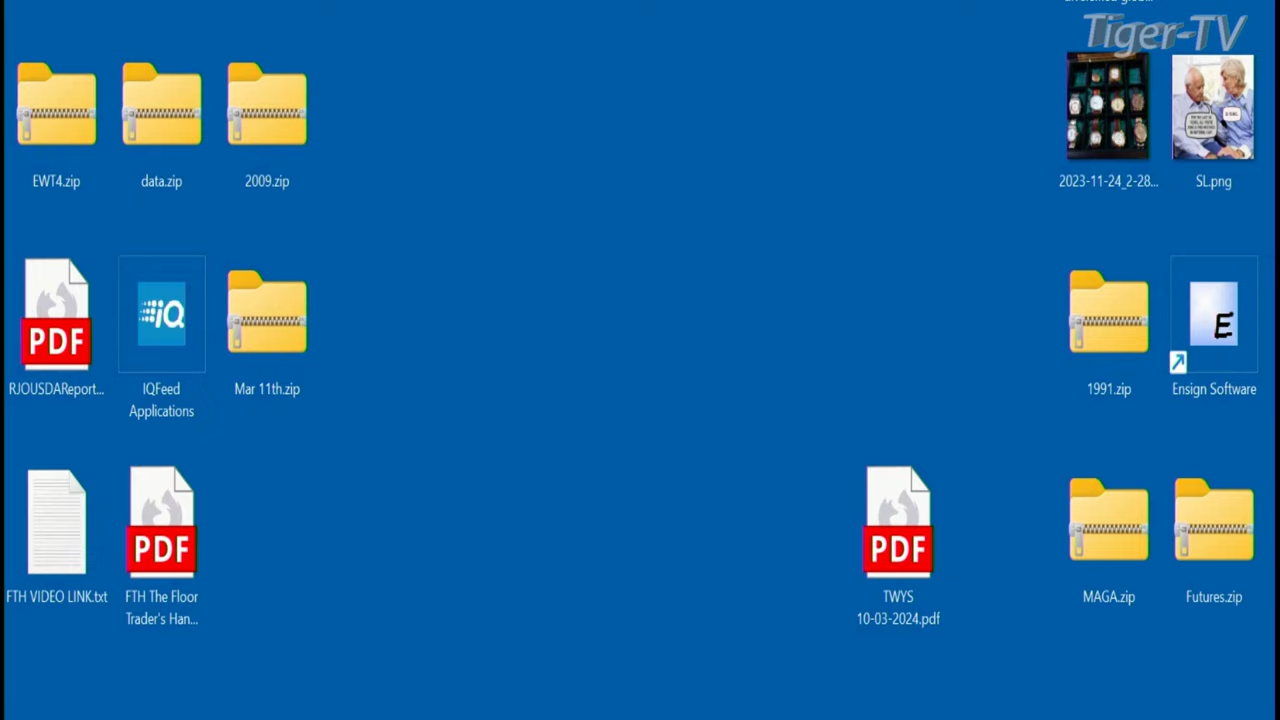 Tiger-TV
EWT4.zip
data.zip
2009.zip
2023-11-24_2-28...
SL.png
PDF
RJOUSDAReport...
iQ
IQFeed
Applications
Mar 11th.zip
1991.zip
E
Ensign Software
FTH VIDEO LINK.txt
PDF
FTH The Floor
Trader's Han...
PDF
TWYS
10-03-2024.pdf
MAGA.zip
Futures.zip